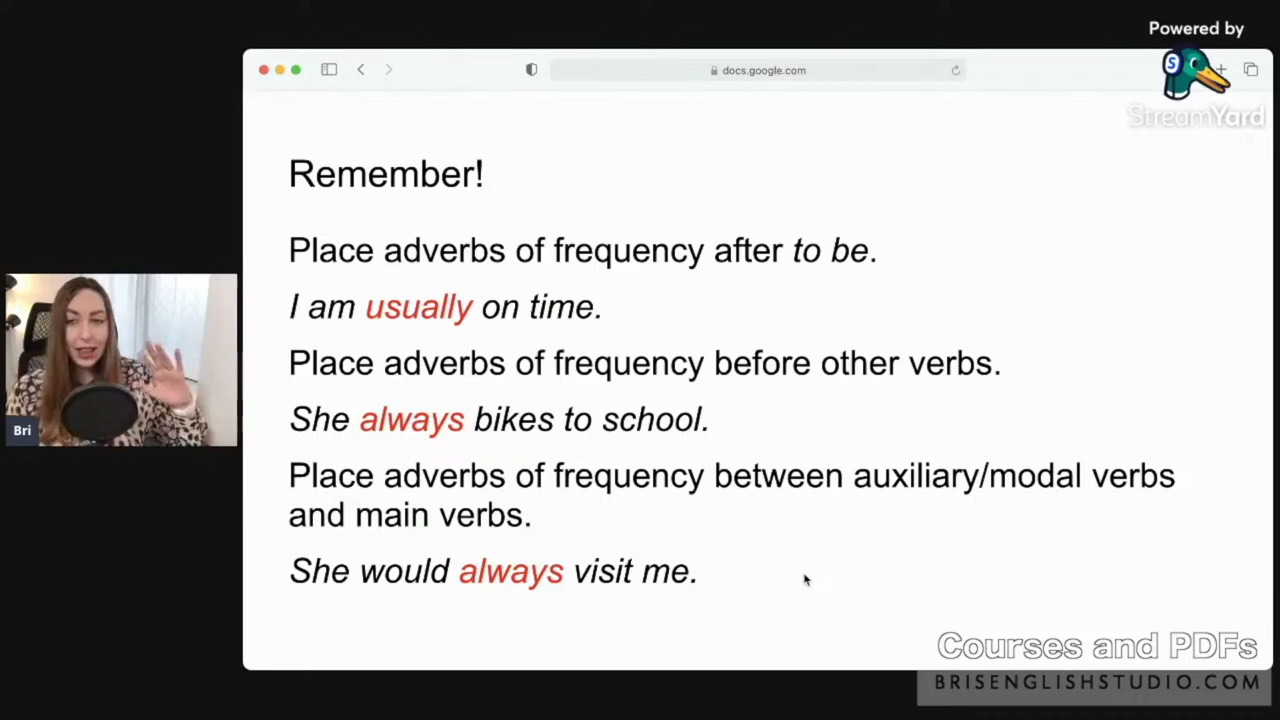 Powered by
docs.google.com
S
StreamYard
Remember!
Place adverbs of frequency after to be.
I am usually on time.
Place adverbs of frequency before other verbs.
She always bikes to school.
Place adverbs of frequency between auxiliary/modal verbs
and main verbs.
She would always visit me.
Bri
Courses and PDFs
BRISENGLISHSTUDIO.COM